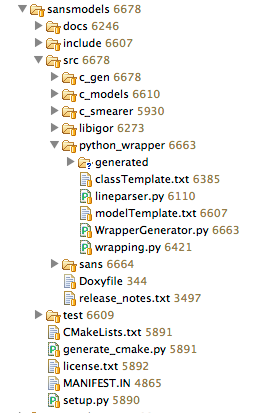 sansmodels 6678
docs 6246
include 6607
src 6678
c_gen 6678
c_models 6610
c_smearer 5930
libigor 6273
python_wrapper 6663
generated
classTemplate.txt 6385
lineparser.py 6110
modelTemplate.txt 6607
WrapperGenerator.py 6663
wrapping.py 6421
sans 6664
Doxyfile 344
release_notes.txt 3497
test 6609
CMakeLists.txt 5891
generate_cmake.py 5891
license.txt 5892
MANIFEST.IN 4865
setup.py 5890